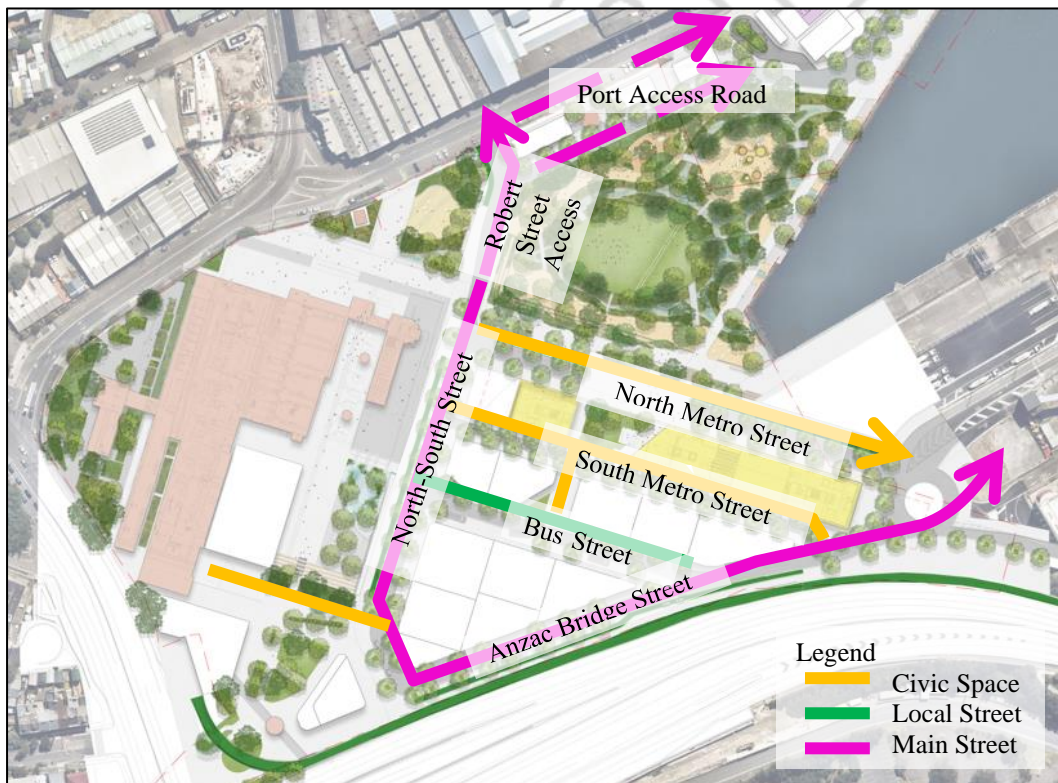 Port Access Road
Robert
Street
Access
North-South Street
North Metro Street
South Metro Street
Bus Street
Anzac Bridge Street
Legend
Civic Space
Local Street
Main Street